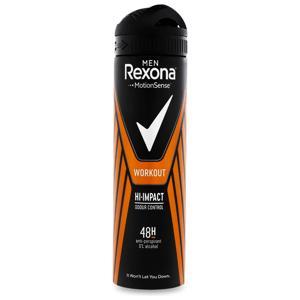 MEN
Rexona
MotionSense
WORKOUT
HI-IMPACT
ODOUR CONTROL
48H
anti-perspirant
0% alcohol
It Won't Let You Down.